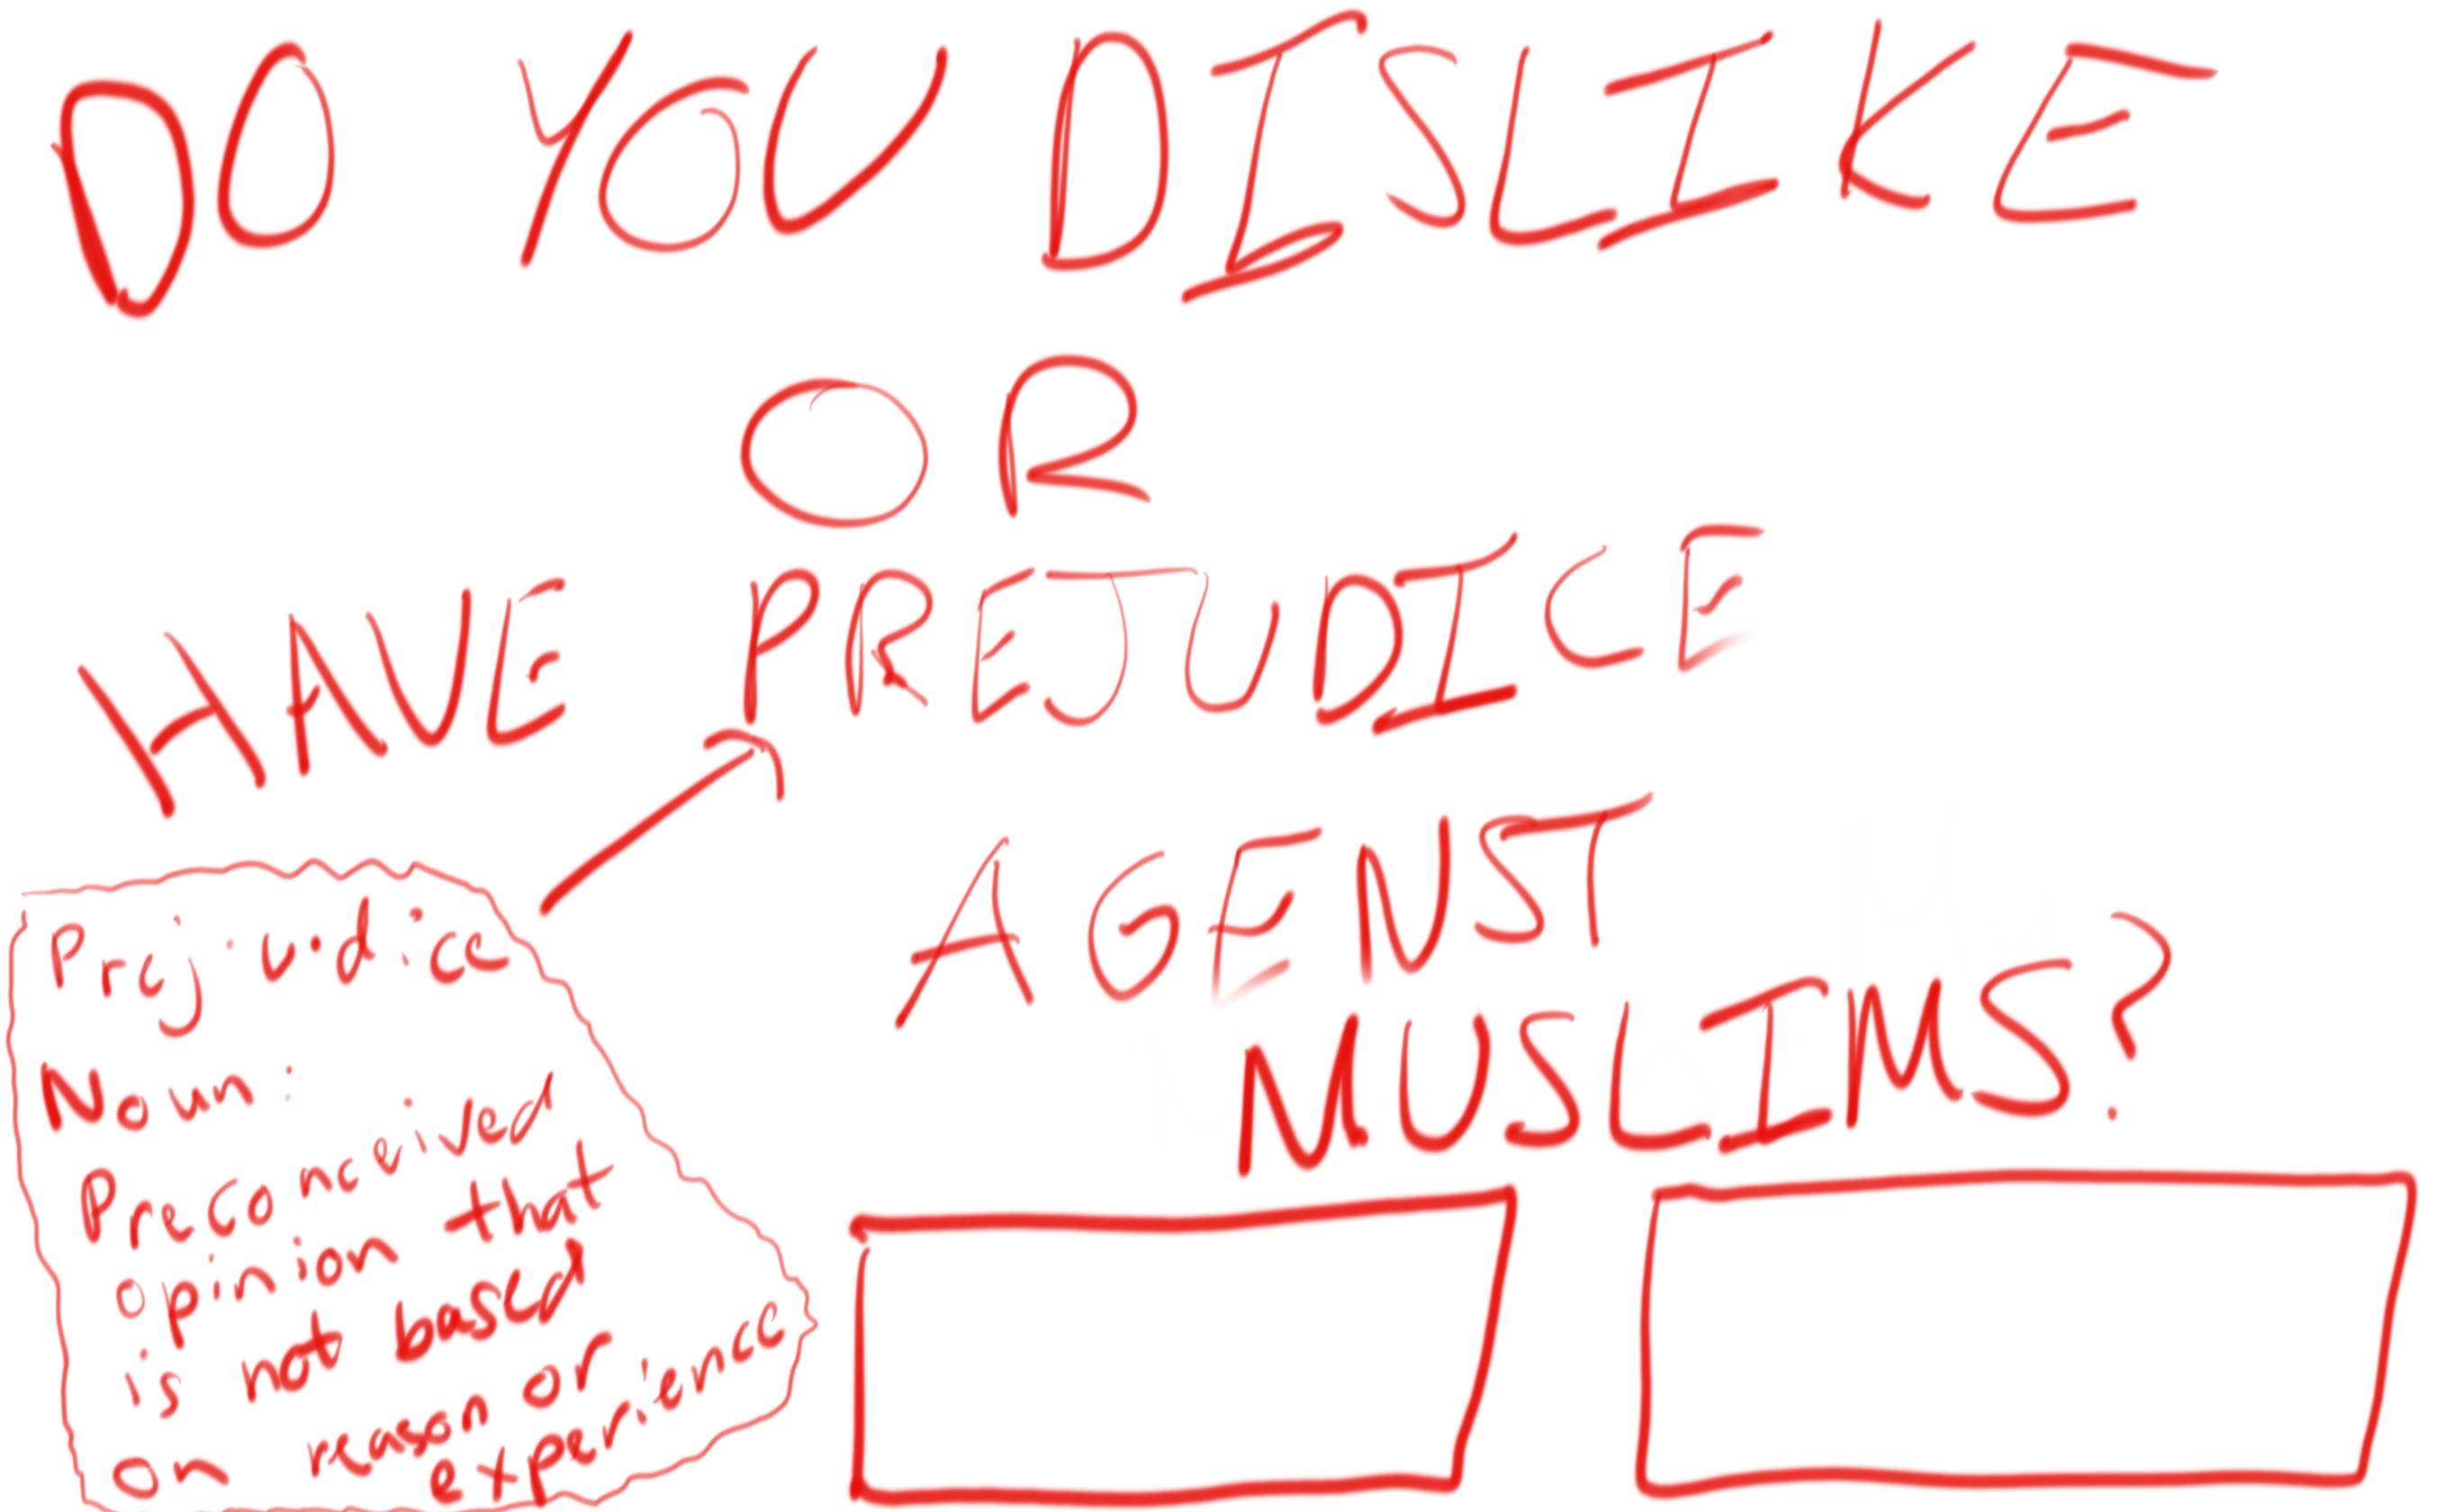 DO YOU DISLIKE
OR
HAVE PREJUDICE
AGENST
MUSLIMS?
Prej·u·dice
Noun:
Preconceived
opinion that
is not based
on reason or
experience